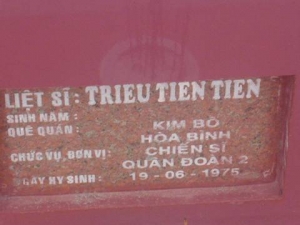 LIỆT SĨ : TRIEU TIEN TIEN
SINH NĂM :
QUÊ QUÁN : KIM BÔ
HÒA BÌNH
CHỨC VỤ, ĐƠN VỊ : CHIẾN SĨ
QUÂN ĐOÀN 2
NGÀY HY SINH : 19 - 06 - 1975